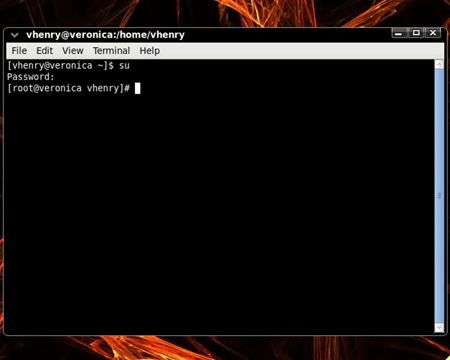 vhenry@veronica:/home/vhenry
File Edit View Terminal Help
[vhenry@veronica ~]$ su
Password:
[root@veronica vhenry]#